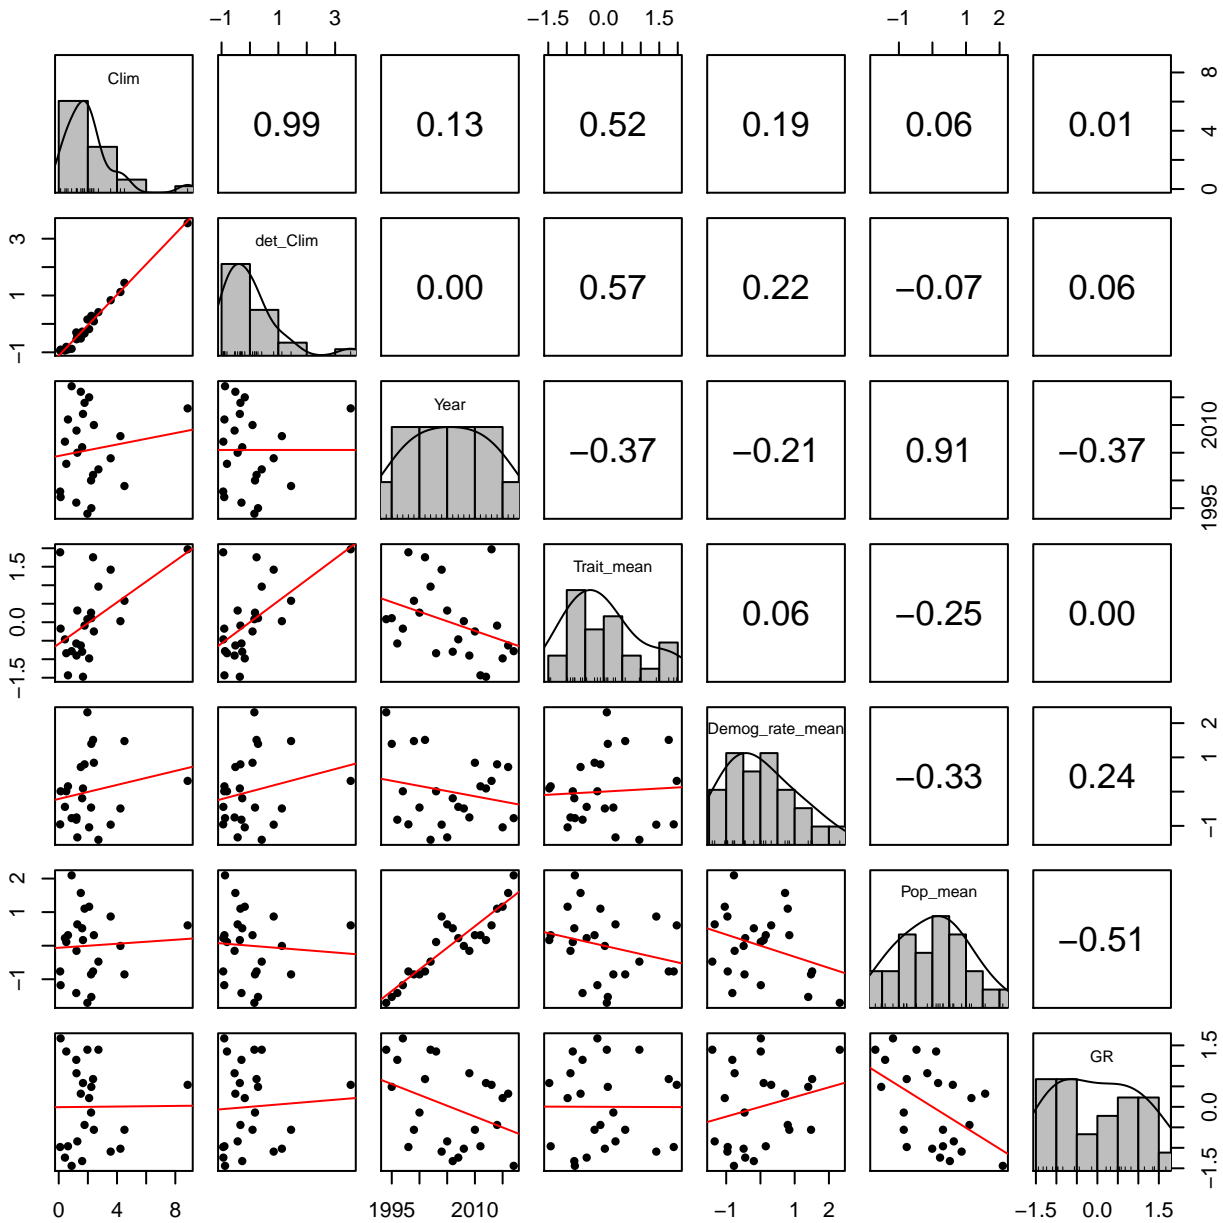 −1 1 3 −1.5 0.0 1.5 −1 1 2
Clim 0.99 0.13 0.52 0.19 0.06 0.01 0 4 8
−1 1 3 det_Clim 0.00 0.57 0.22 −0.07 0.06
Year −0.37 −0.21 0.91 −0.37 1995 2010
−1.5 0.0 1.5 Trait_mean 0.06 −0.25 0.00
Demog_rate_mean −0.33 0.24 −1 1 2
−1 1 2 Pop_mean −0.51
GR −1.5 0.0 1.5
0 4 8 1995 2010 −1 1 2 −1.5 0.0 1.5